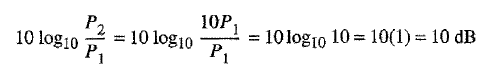 10 log₁₀ P₂/P₁ = 10 log₁₀ 10P₁/P₁ = 10 log₁₀ 10 = 10(1) = 10 dB